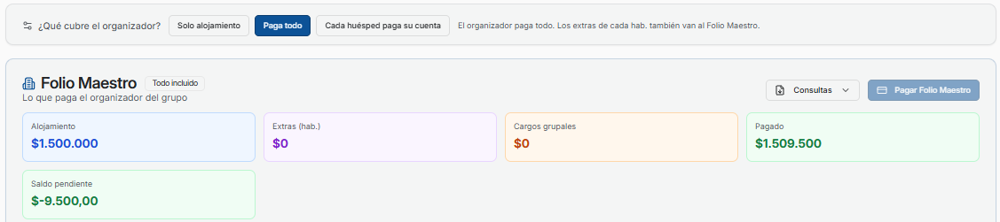 ¿Qué cubre el organizador? Solo alojamiento Paga todo Cada huésped paga su cuenta El organizador paga todo. Los extras de cada hab. también van al Folio Maestro.
Folio Maestro Todo incluido
Lo que paga el organizador del grupo
Consultas Pagar Folio Maestro
Alojamiento Extras (hab.) Cargos grupales Pagado
$1.500.000 $0 $0 $1.509.500
Saldo pendiente
$-9.500,00